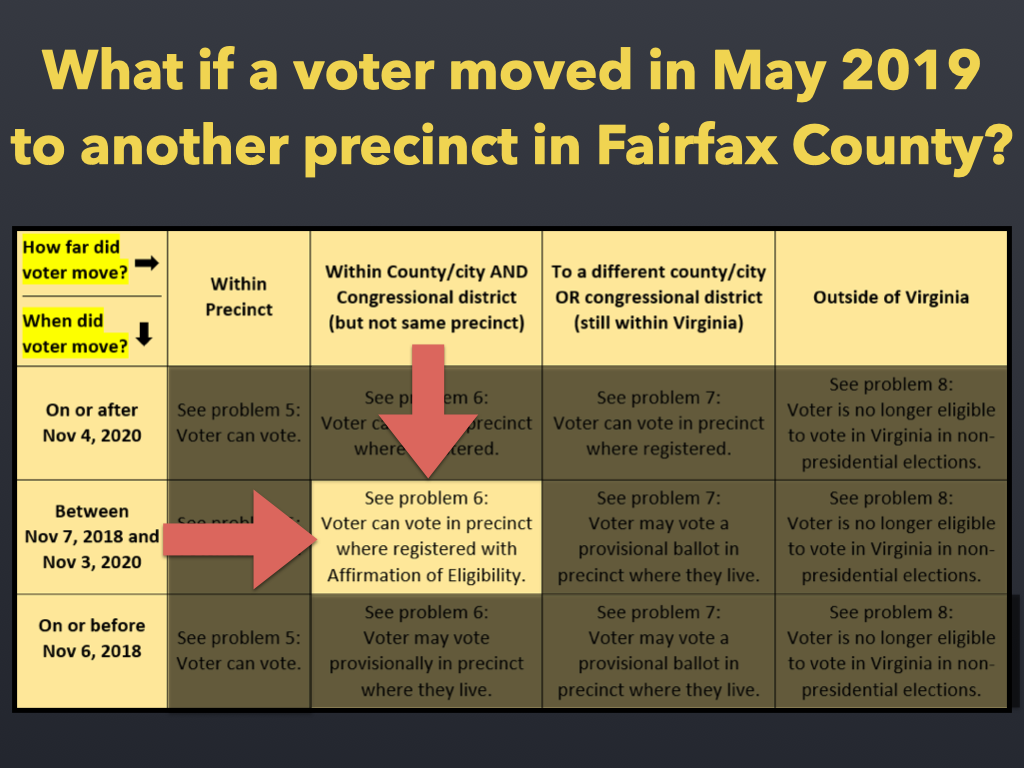 What if a voter moved in May 2019
to another precinct in Fairfax County?
How far did
voter move?
When did
voter move?
Within
Precinct
Within County/city AND
Congressional district
(but not same precinct)
To a different county/city
OR congressional district
(still within Virginia)
Outside of Virginia
On or after
Nov 4, 2020
See problem 5:
Voter can vote.
See 6:
Voter precinct
where
See problem 7:
Voter can vote in precinct
where registered.
See problem 8:
Voter is no longer eligible
to vote in Virginia in non-
presidential elections.
Between
Nov 7, 2018 and
Nov 3, 2020
See
See problem 6:
Voter can vote in precinct
where registered with
Affirmation of Eligibility.
See problem 7:
Voter may vote a
provisional ballot in
precinct where they live.
See problem 8:
Voter is no longer eligible
to vote in Virginia in non-
presidential elections.
On or before
Nov 6, 2018
See problem 5:
Voter can vote.
See problem 6:
Voter may vote
provisionally in precinct
where they live.
See problem 7:
Voter may vote a
provisional ballot in
precinct where they live.
See problem 8:
Voter is no longer eligible
to vote in Virginia in non-
presidential elections.